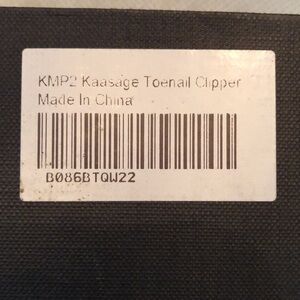 KMP2 Kaasage Toenail Clipper
Made In China
B086BTQW22